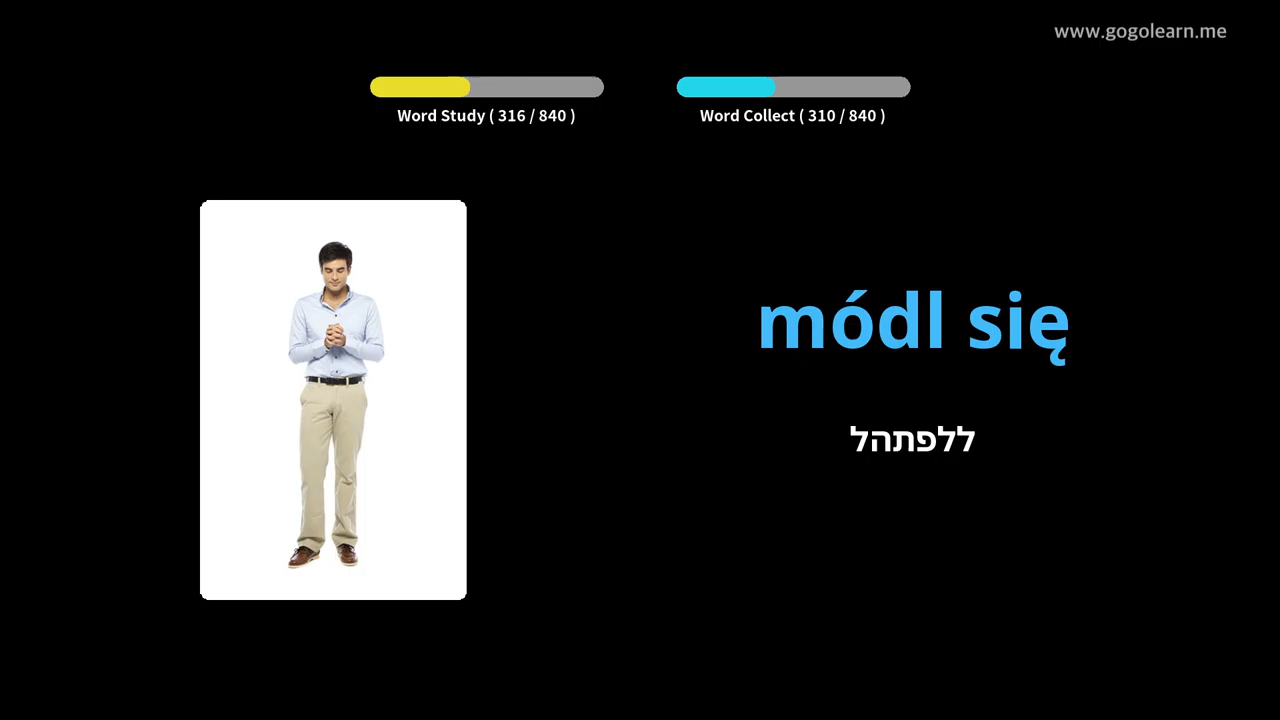 www.gogolearn.me
Word Study ( 316 / 840 )
Word Collect ( 310 / 840 )
módl się
ללפתהל